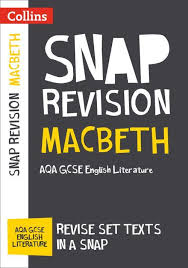 Collins
SNAP REVISION MACBETH
AQA GCSE
ENGLISH
LITERATURE
SNAP
REVISION
MACBETH
AQA GCSE English Literature
REVISE SET TEXTS
IN A SNAP